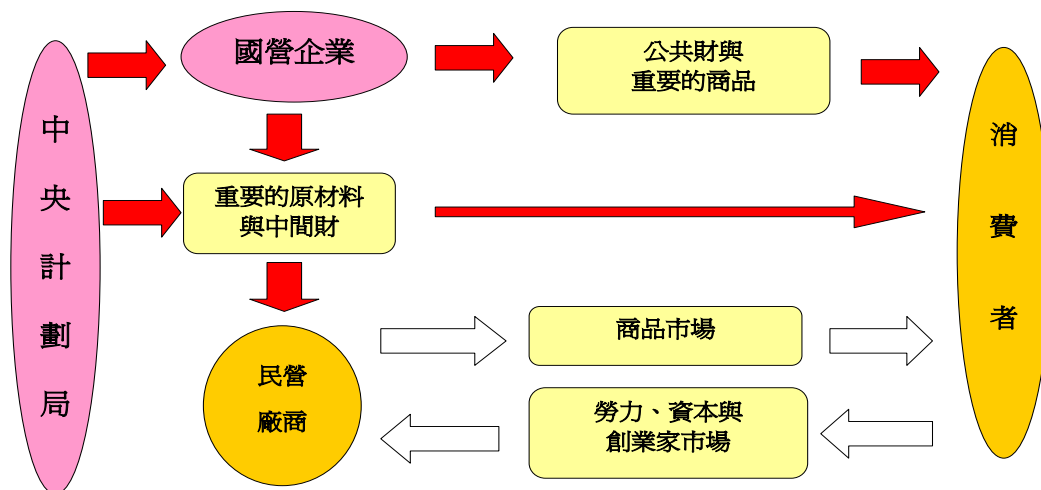 中央計劃局
國營企業
公共財與
重要的商品
消費者
重要的原材料
與中間財
民營
廠商
商品市場
勞力、資本與
創業家市場